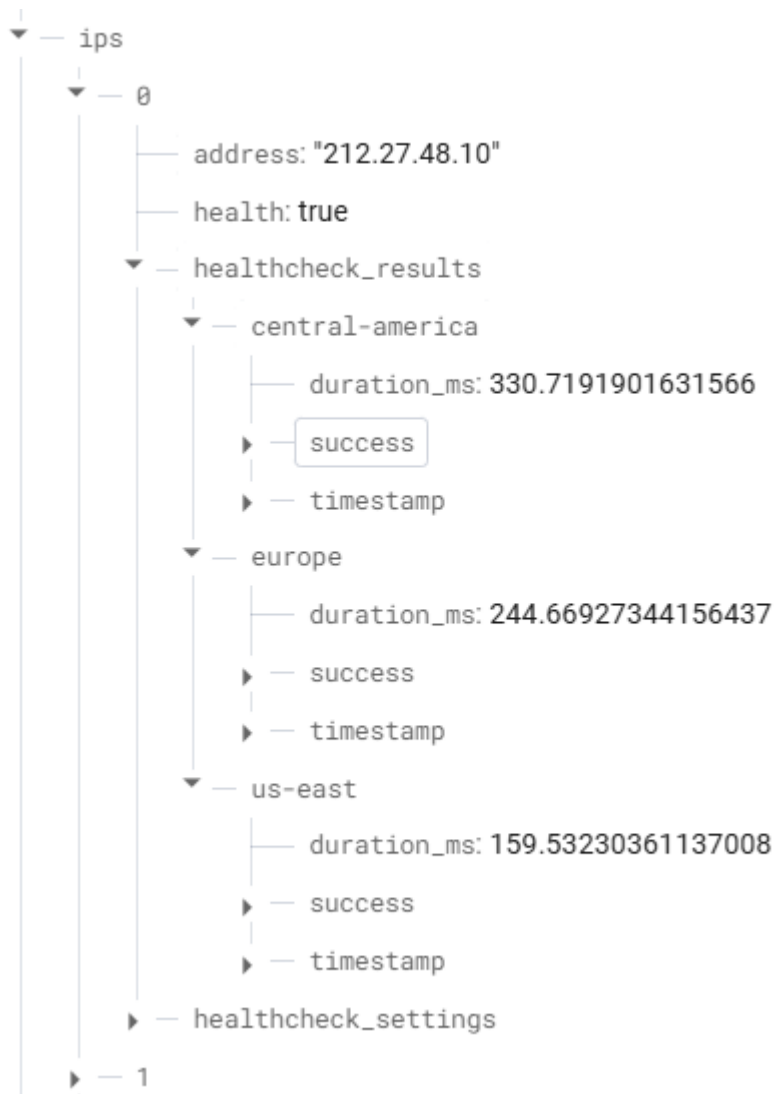 ips
0
address: "212.27.48.10"
health: true
healthcheck_results
central-america
duration_ms: 330.7191901631566
success
timestamp
europe
duration_ms: 244.66927344156437
success
timestamp
us-east
duration_ms: 159.53230361137008
success
timestamp
healthcheck_settings
1